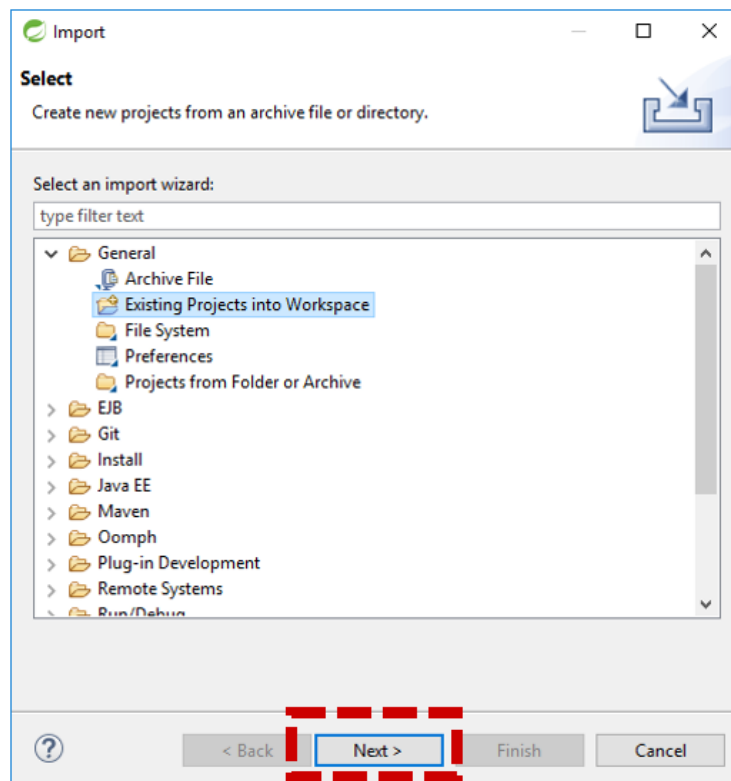 Import
Select
Create new projects from an archive file or directory.
Select an import wizard:
type filter text
General
Archive File
Existing Projects into Workspace
File System
Preferences
Projects from Folder or Archive
EJB
Git
Install
Java EE
Maven
Oomph
Plug-in Development
Remote Systems
Run/Debug
? < Back Next > Finish Cancel